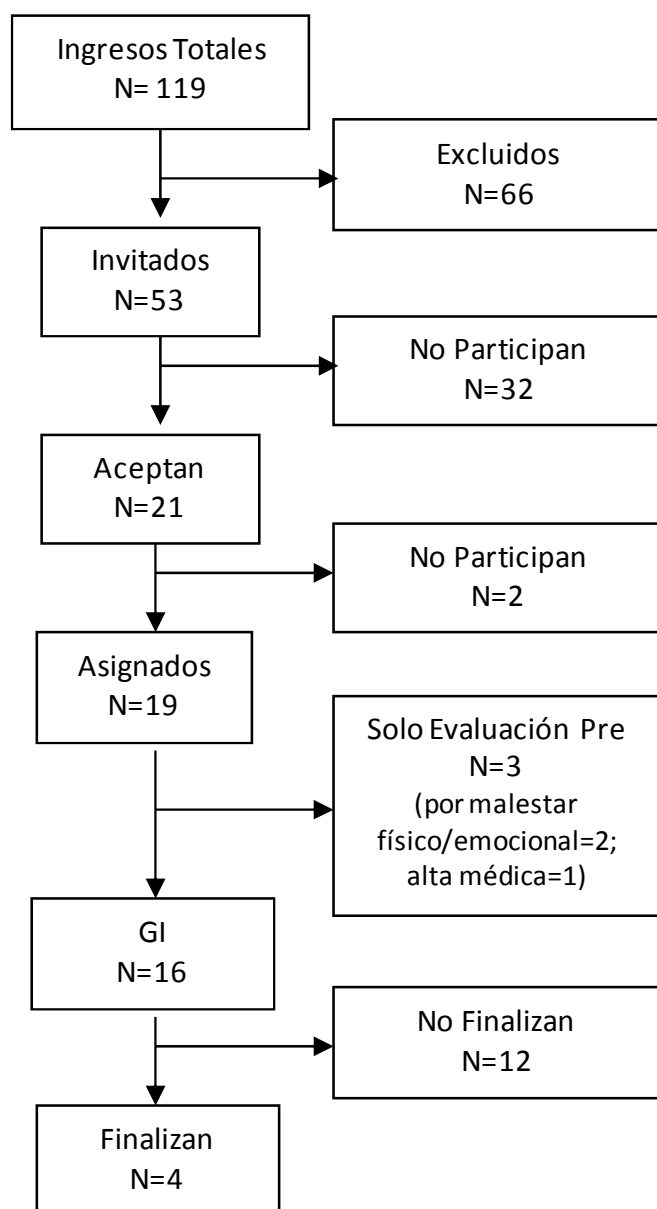 Ingresos Totales
N= 119
Excluidos
N=66
Invitados
N=53
No Participan
N=32
Aceptan
N=21
No Participan
N=2
Asignados
N=19
Solo Evaluación Pre
N=3
(por malestar
físico/emocional=2;
alta médica=1)
GI
N=16
No Finalizan
N=12
Finalizan
N=4